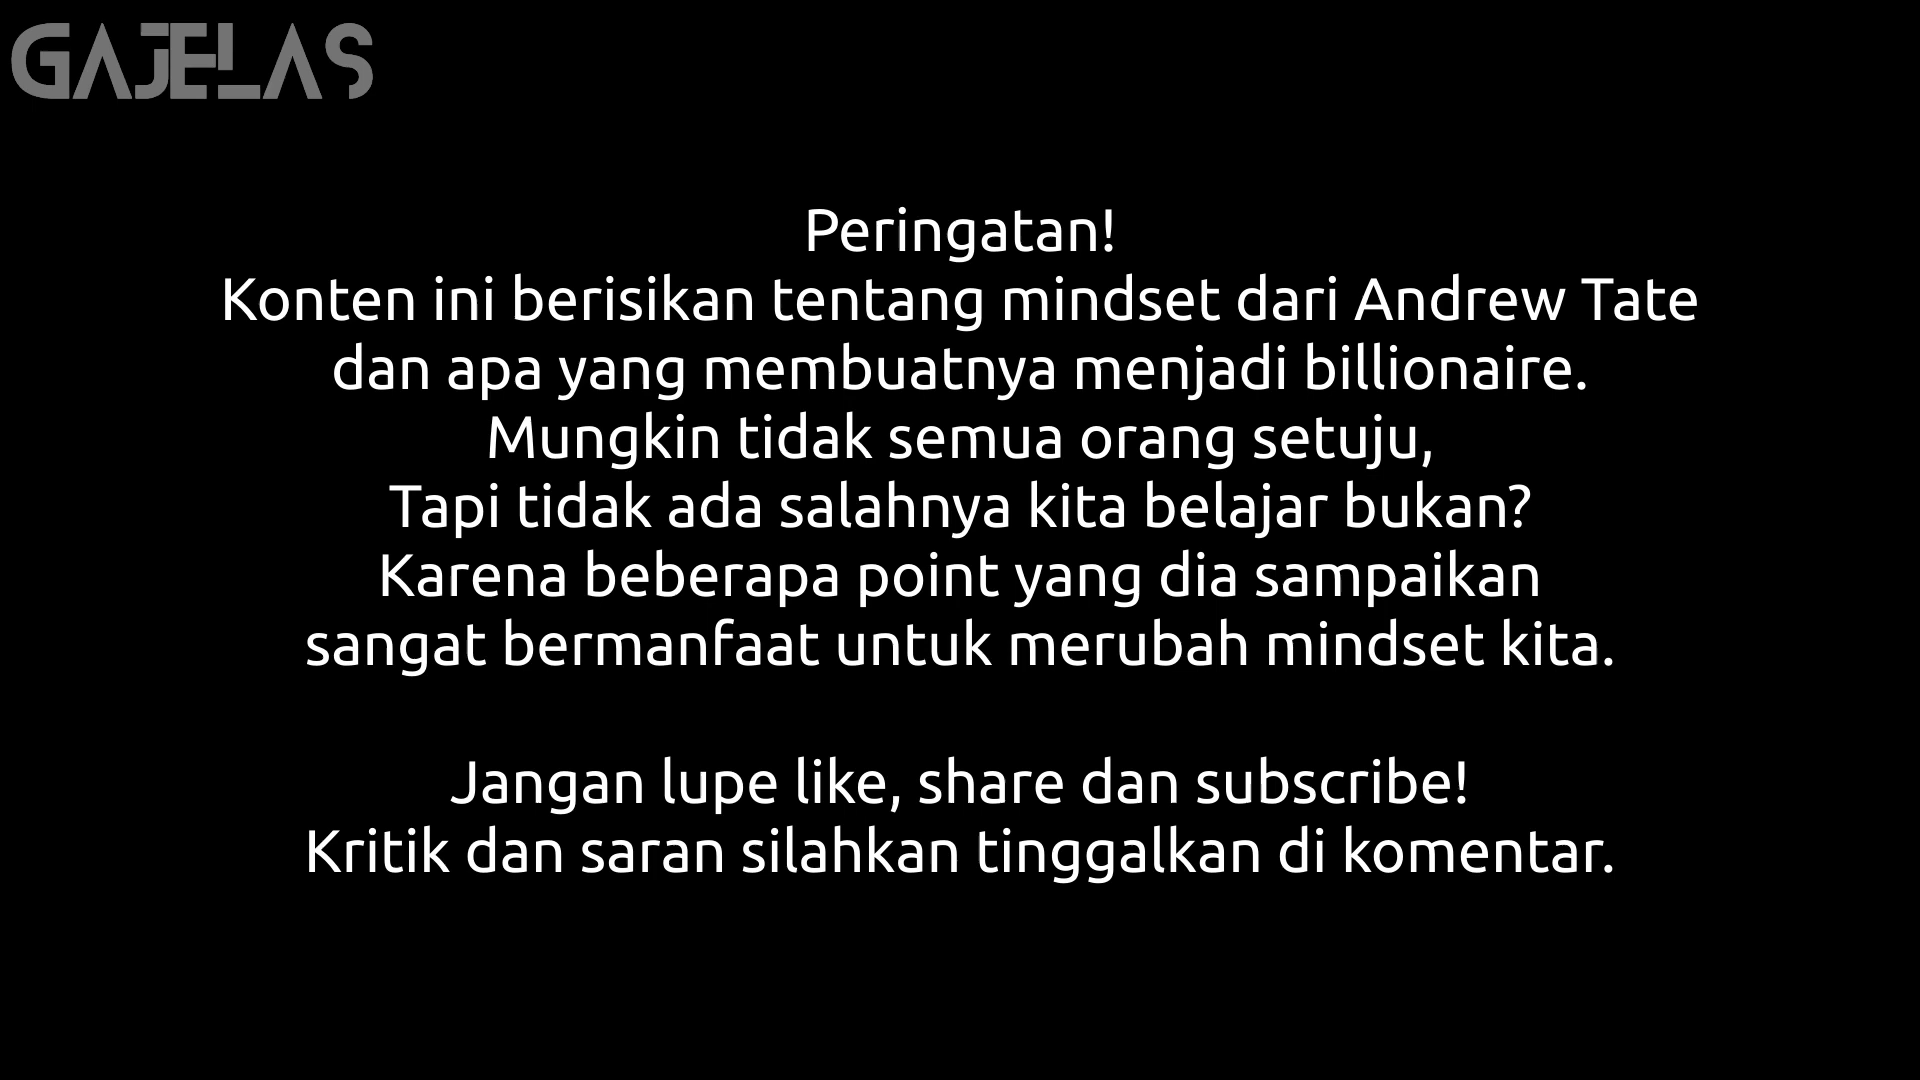 GAJELAS
Peringatan!
Konten ini berisikan tentang mindset dari Andrew Tate
dan apa yang membuatnya menjadi billionaire.
Mungkin tidak semua orang setuju,
Tapi tidak ada salahnya kita belajar bukan?
Karena beberapa point yang dia sampaikan
sangat bermanfaat untuk merubah mindset kita.
Jangan lupe like, share dan subscribe!
Kritik dan saran silahkan tinggalkan di komentar.